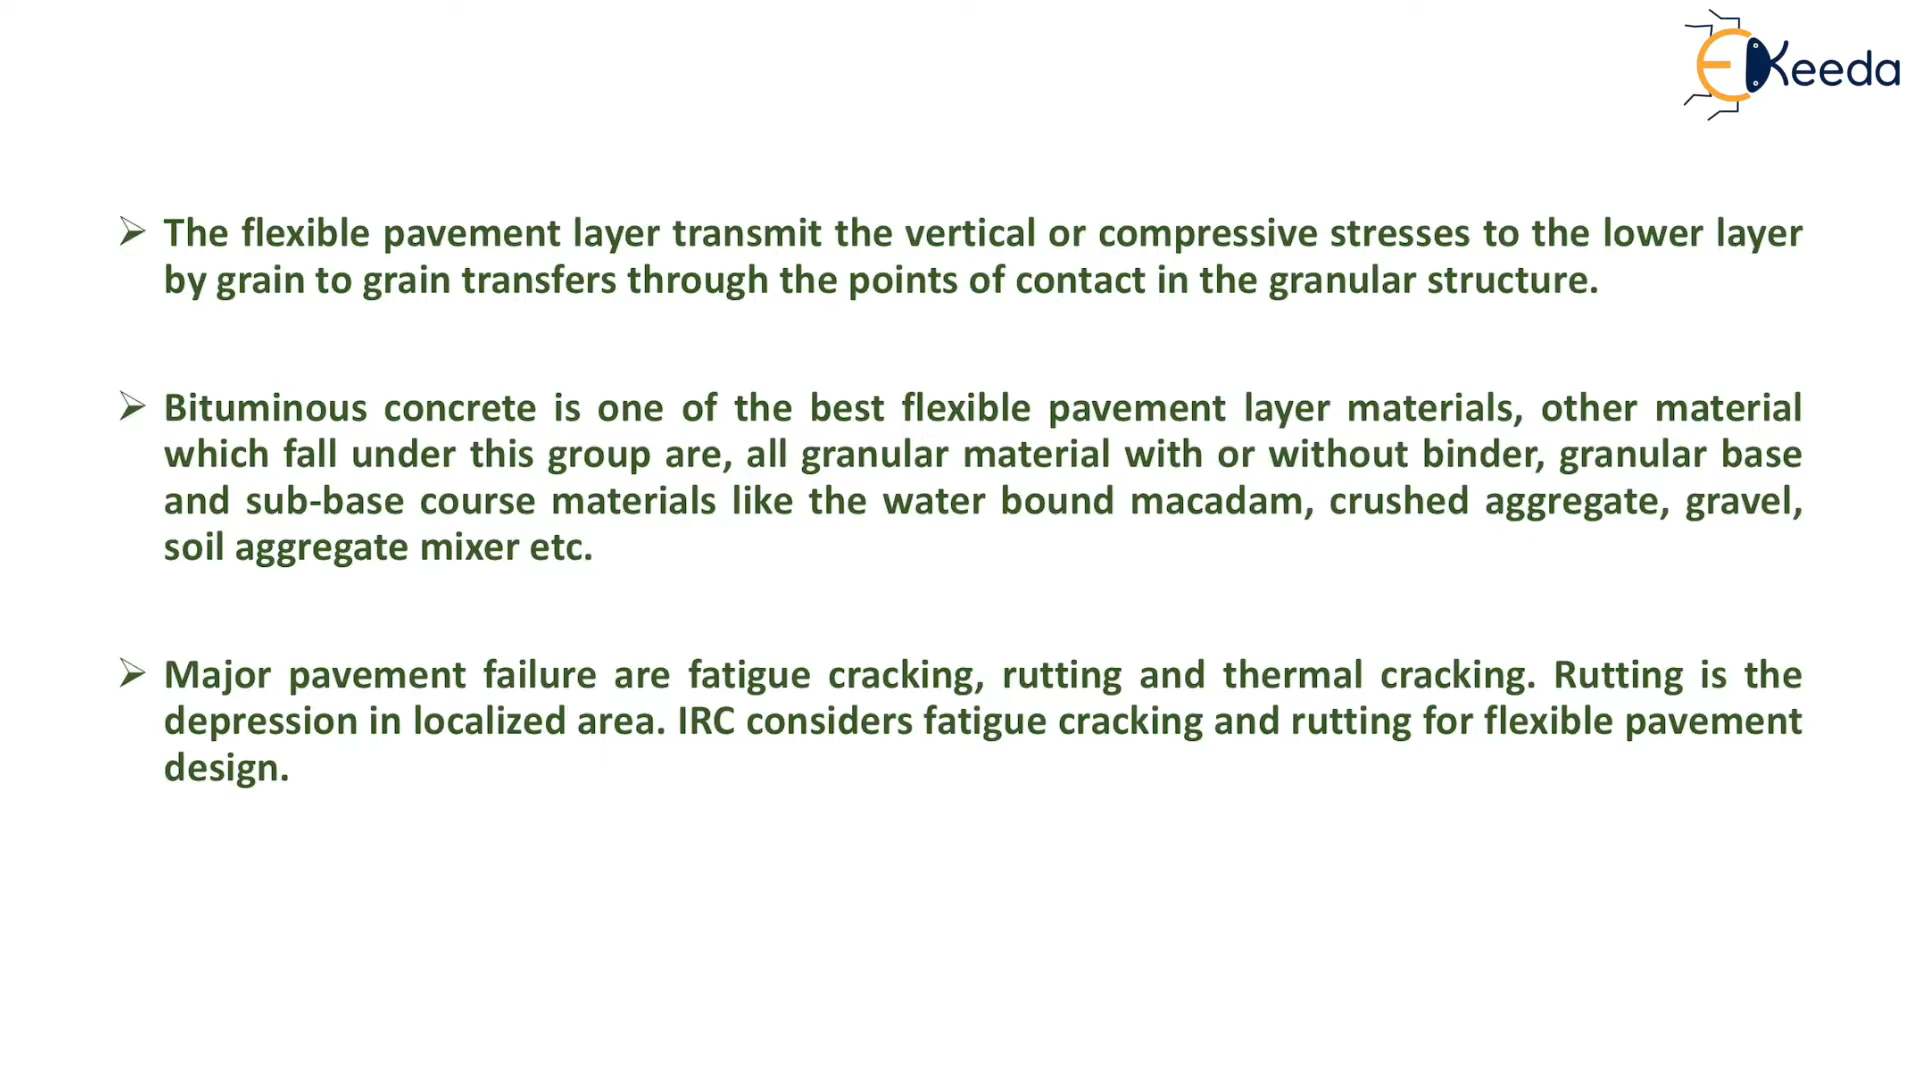 EKeeda
The flexible pavement layer transmit the vertical or compressive stresses to the lower layer
by grain to grain transfers through the points of contact in the granular structure.
Bituminous concrete is one of the best flexible pavement layer materials, other material
which fall under this group are, all granular material with or without binder, granular base
and sub-base course materials like the water bound macadam, crushed aggregate, gravel,
soil aggregate mixer etc.
Major pavement failure are fatigue cracking, rutting and thermal cracking. Rutting is the
depression in localized area. IRC considers fatigue cracking and rutting for flexible pavement
design.